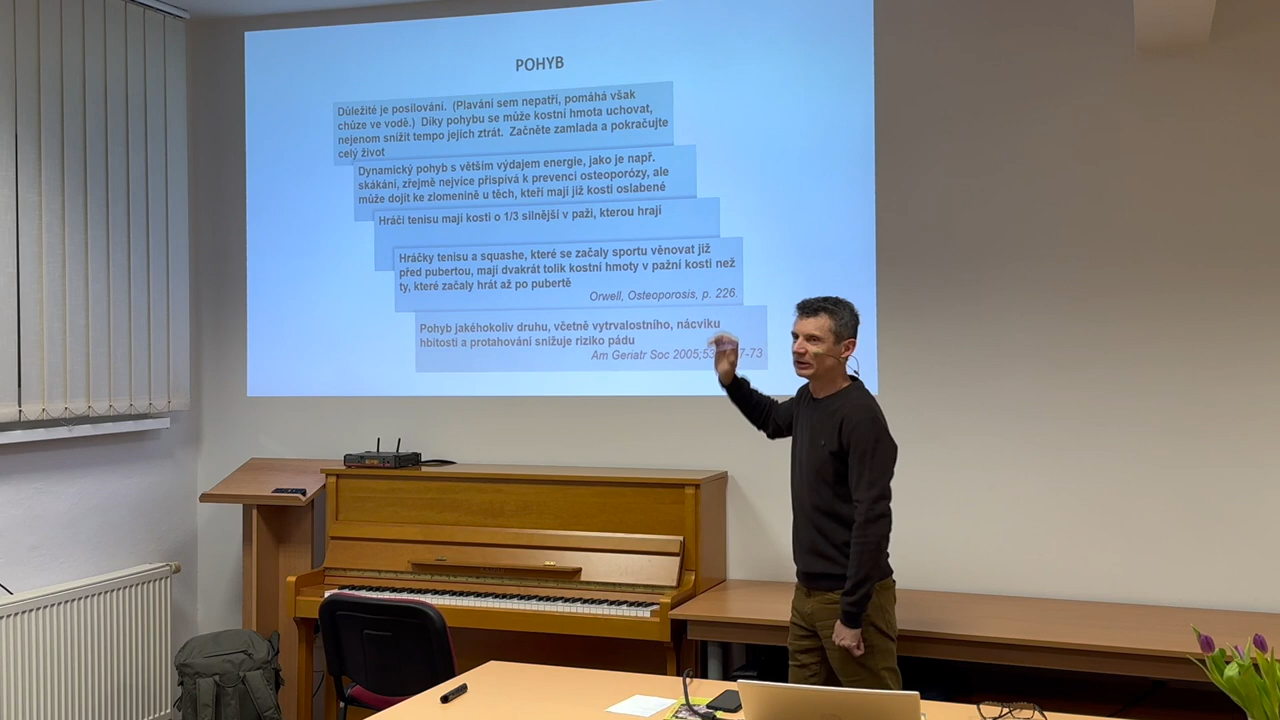 POHYB
Důležité je posilování. (Plavání sem nepatří, pomáhá však
chůze ve vodě.) Díky pohybu se může kostní hmota uchovat,
nejenom snížit tempo jejích ztrát. Začněte zamlada a pokračujte
celý život
Dynamický pohyb s větším výdajem energie, jako je např.
skákání, zřejmě nejvíce přispívá k prevenci osteoporózy, ale
může dojít ke zlomenině u těch, kteří mají již kosti oslabené
Hráči tenisu mají kosti o 1/3 silnější v paži, kterou hrají
Hráčky tenisu a squashe, které se začaly sportu věnovat již
před pubertou, mají dvakrát tolik kostní hmoty v pažní kosti než
ty, které začaly hrát až po pubertě
Orwell, Osteoporosis, p. 226.
Pohyb jakéhokoliv druhu, včetně vytrvalostního, nácviku
hbitosti a protahování snižuje riziko pádu
Am Geriatr Soc 2005;53 7-73